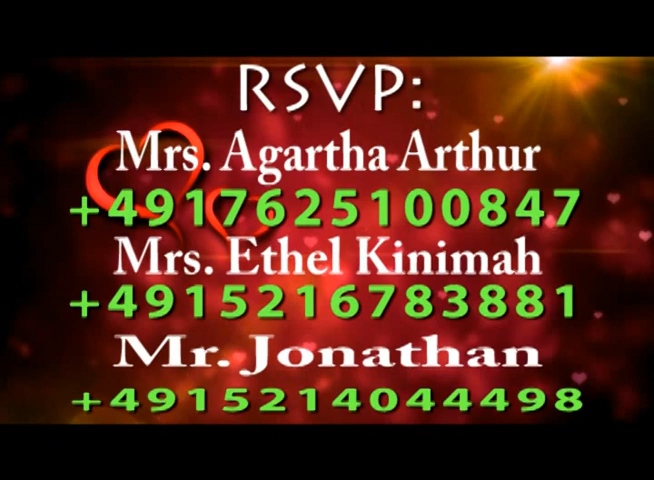 RSVP:
Mrs. Agartha Arthur
+4917625100847
Mrs. Ethel Kinimah
+4915216783881
Mr. Jonathan
+4915214044498